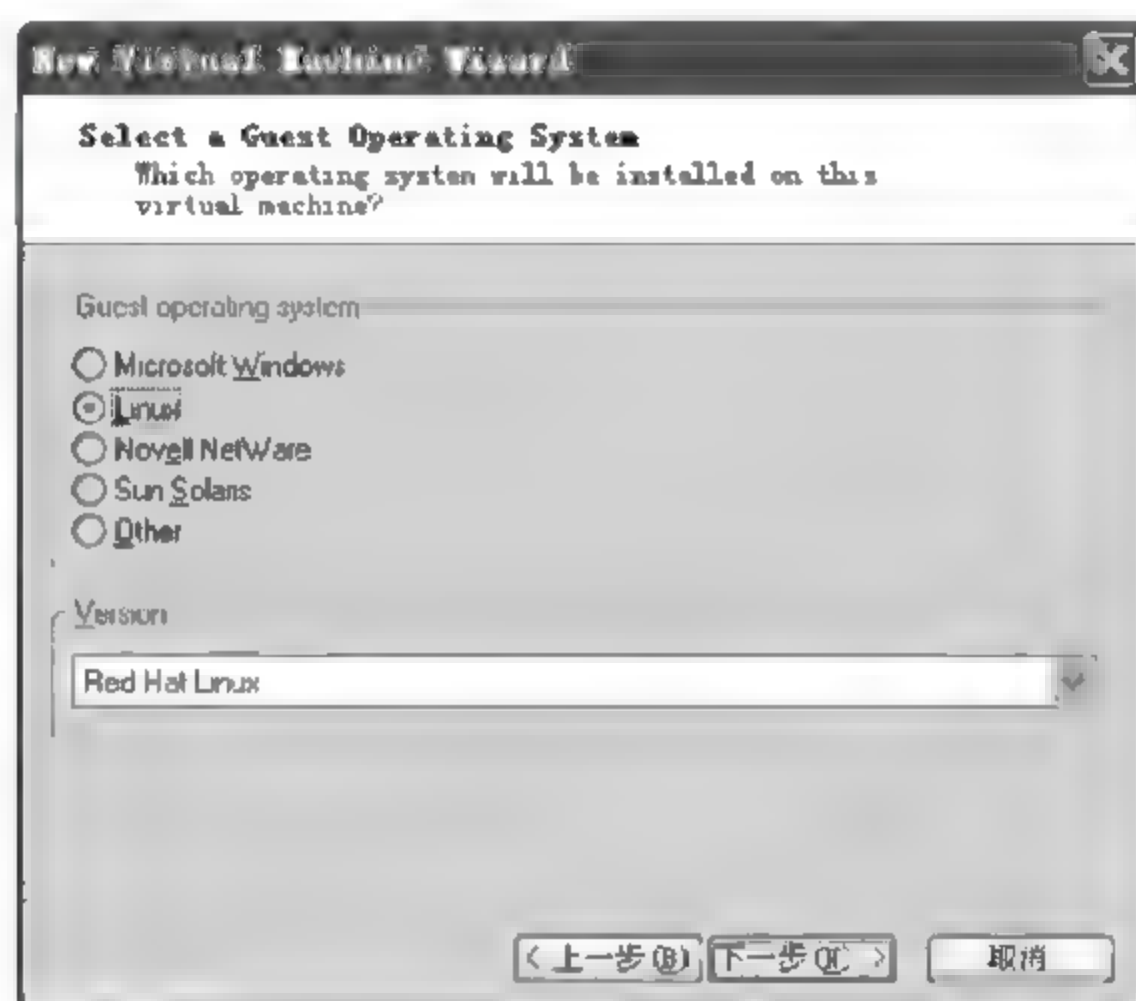 New Virtual Machine Wizard
Select a Guest Operating System
Which operating system will be installed on this
virtual machine?
Guest operating system
Microsoft Windows
Linux
Novell NetWare
Sun Solaris
Other
Version
Red Hat Linux
< 上一步(B) 下一步(N) > 取消